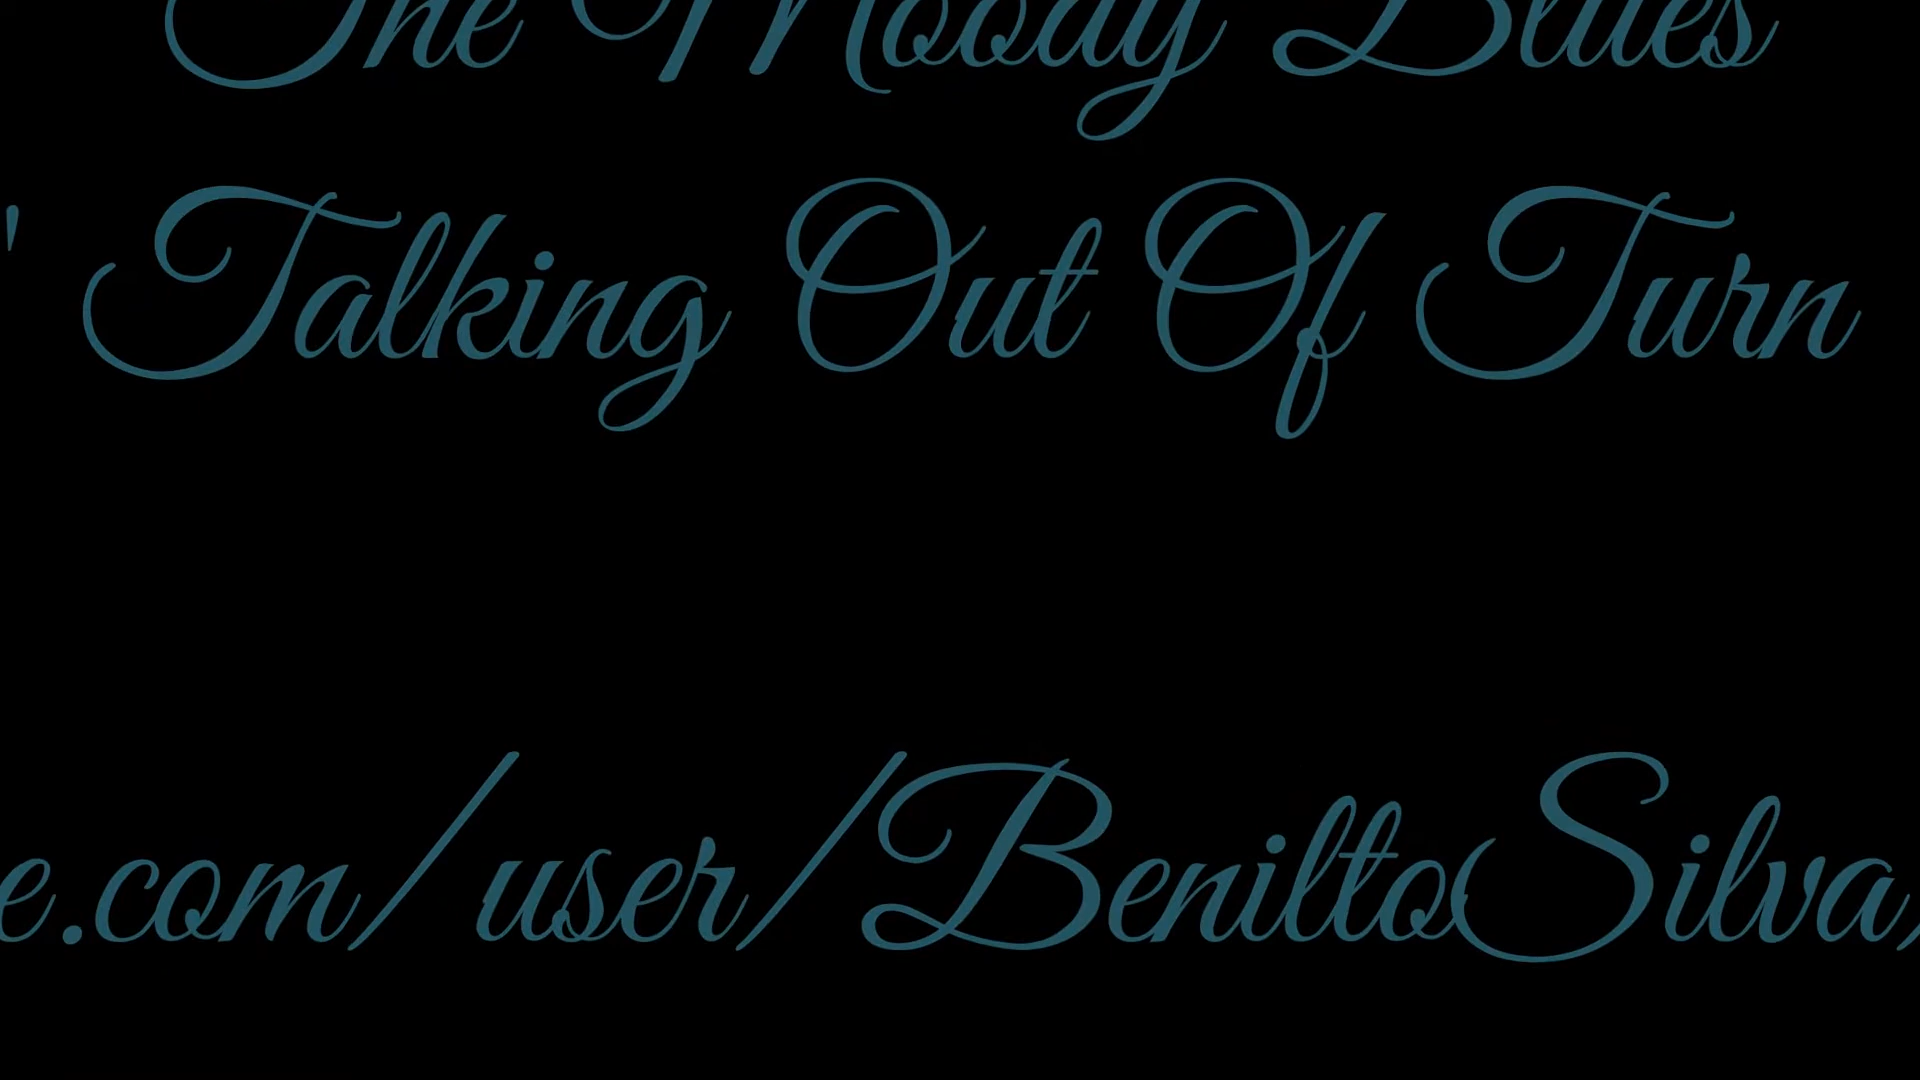 The Moody Blues
' Talking Out Of Turn
e.com/user/BeniltoSilva/